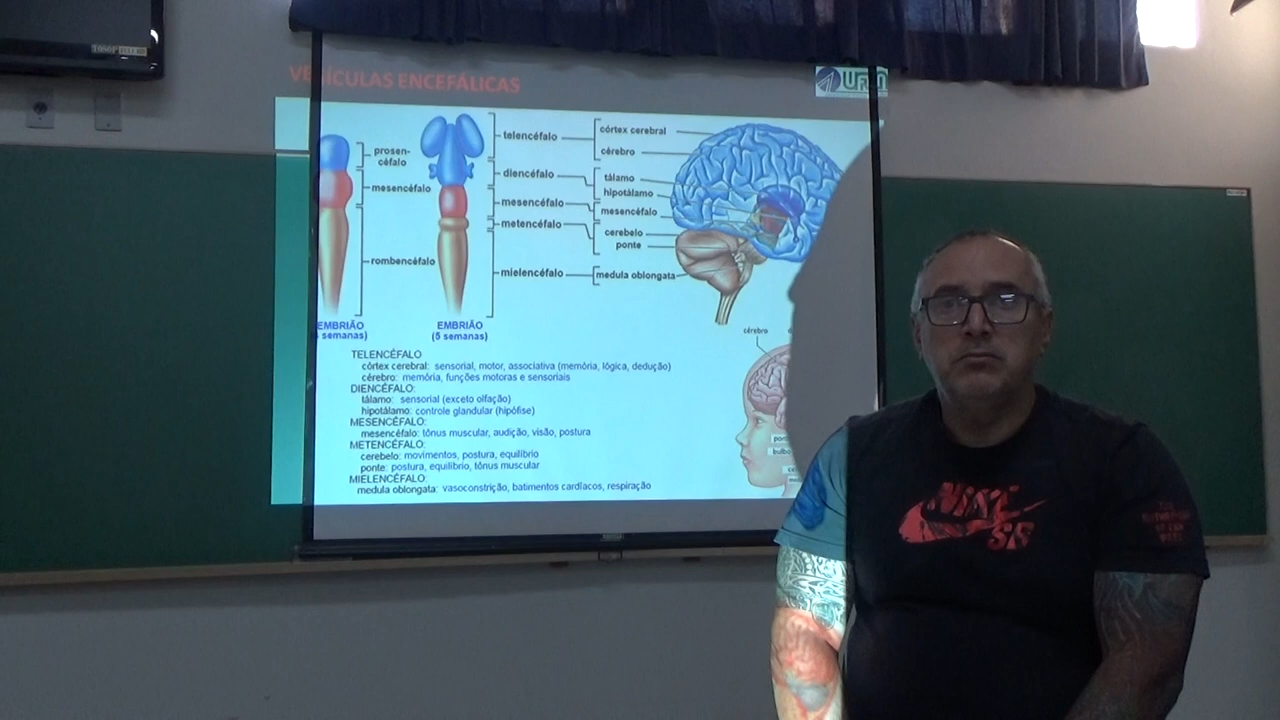 1080P
VESÍCULAS ENCEFÁLICAS
prosen-
céfalo
mesencéfalo
rombencéfalo
EMBRIÃO
semanas)
EMBRIÃO
(5 semanas)
telencéfalo
diencéfalo
mesencéfalo
metencéfalo
mielencéfalo
córtex cerebral
cérebro
tálamo
hipotálamo
mesencéfalo
cerebelo
ponte
medula oblongata
cérebro
TELENCÉFALO
córtex cerebral: sensorial, motor, associativa (memória, lógica, dedução)
cérebro: memória, funções motoras e sensoriais
DIENCÉFALO:
tálamo: sensorial (exceto olfação)
hipotálamo: controle glandular (hipófise)
MESENCÉFALO:
mesencéfalo: tônus muscular, audição, visão, postura
METENCÉFALO:
cerebelo: movimentos, postura, equilíbrio
ponte: postura, equilíbrio, tônus muscular
MIELENCÉFALO:
medula oblongata: vasoconstrição, batimentos cardíacos, respiração
pon
bulbo
ce
NIKE
SB